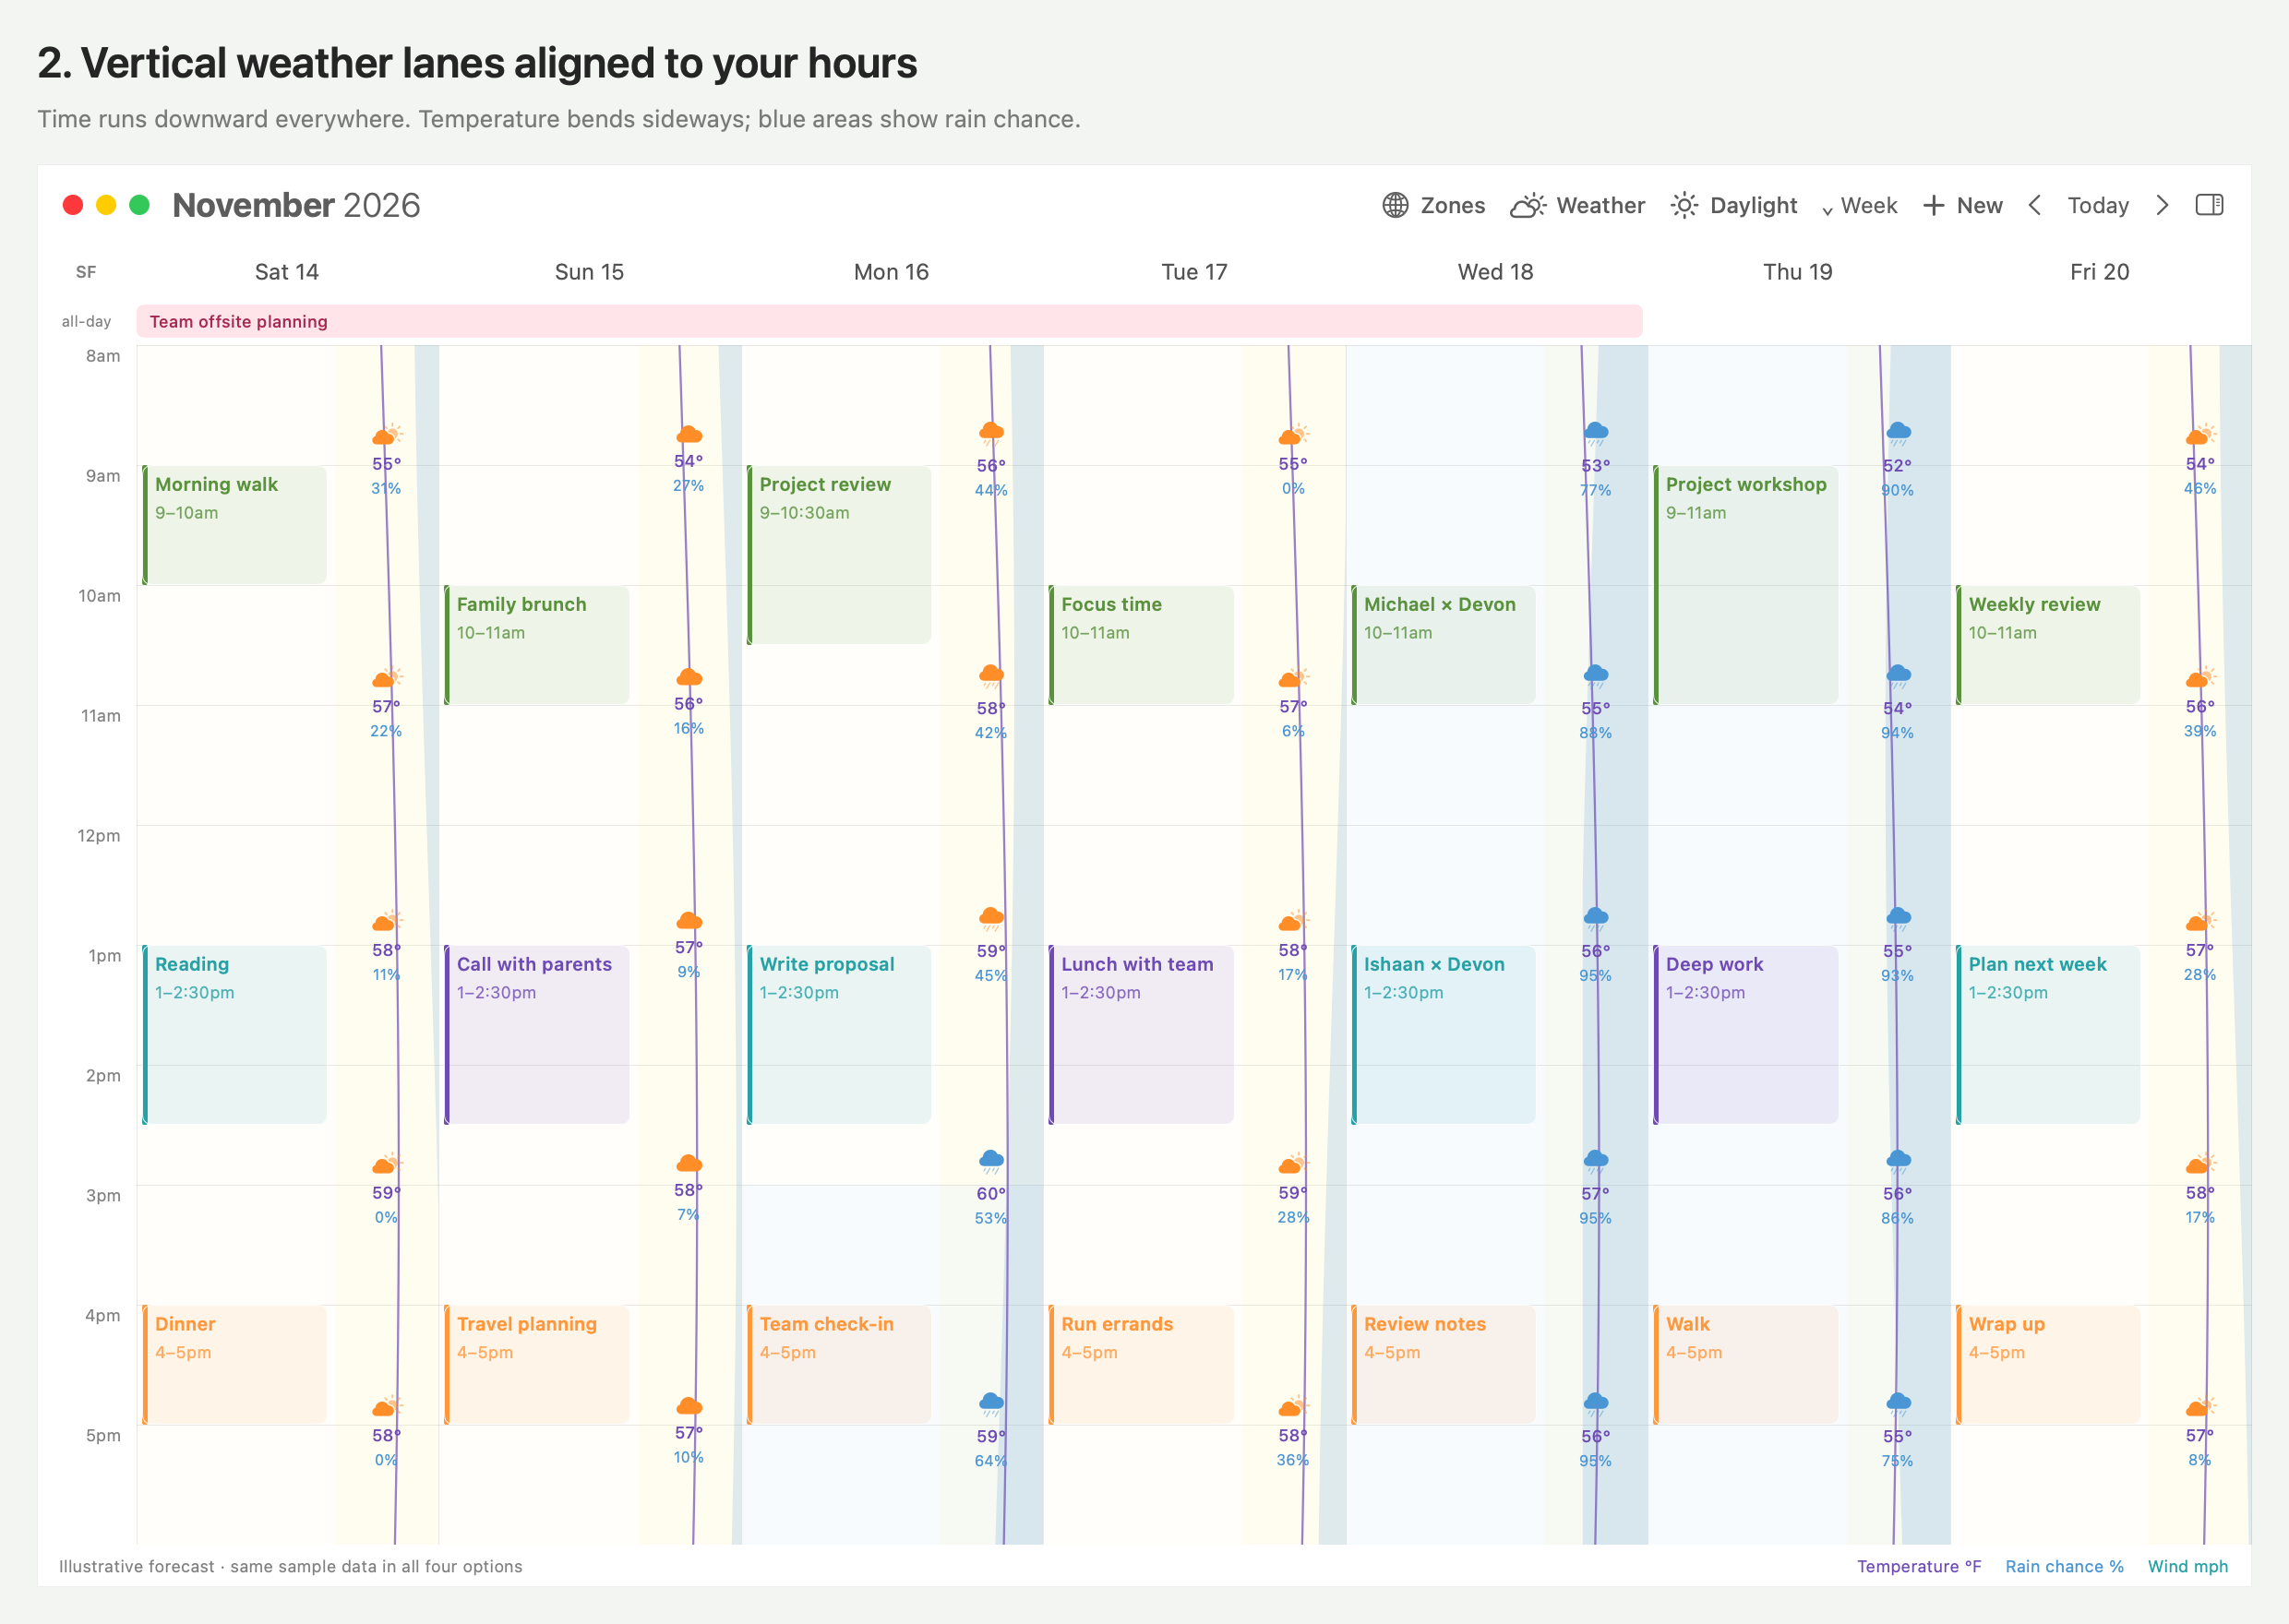 2. Vertical weather lanes aligned to your hours
Time runs downward everywhere. Temperature bends sideways; blue areas show rain chance.
November 2026
Zones
Weather
Daylight
Week
New
Today
SF
Sat 14
Sun 15
Mon 16
Tue 17
Wed 18
Thu 19
Fri 20
all-day
Team offsite planning
8am
9am
10am
11am
12pm
1pm
2pm
3pm
4pm
5pm
Morning walk
9–10am
Reading
1–2:30pm
Dinner
4–5pm
55°
31%
57°
22%
58°
11%
59°
0%
58°
0%
Family brunch
10–11am
Call with parents
1–2:30pm
Travel planning
4–5pm
54°
27%
56°
16%
57°
9%
58°
7%
57°
10%
Project review
9–10:30am
Write proposal
1–2:30pm
Team check-in
4–5pm
56°
44%
58°
42%
59°
45%
60°
53%
59°
64%
Focus time
10–11am
Lunch with team
1–2:30pm
Run errands
4–5pm
55°
0%
57°
6%
58°
17%
59°
28%
58°
36%
Michael × Devon
10–11am
Ishaan × Devon
1–2:30pm
Review notes
4–5pm
53°
77%
55°
88%
56°
95%
57°
95%
56°
95%
Project workshop
9–11am
Deep work
1–2:30pm
Walk
4–5pm
52°
90%
54°
94%
55°
93%
56°
86%
55°
75%
Weekly review
10–11am
Plan next week
1–2:30pm
Wrap up
4–5pm
54°
46%
56°
39%
57°
28%
58°
17%
57°
8%
Illustrative forecast · same sample data in all four options
Temperature °F
Rain chance %
Wind mph